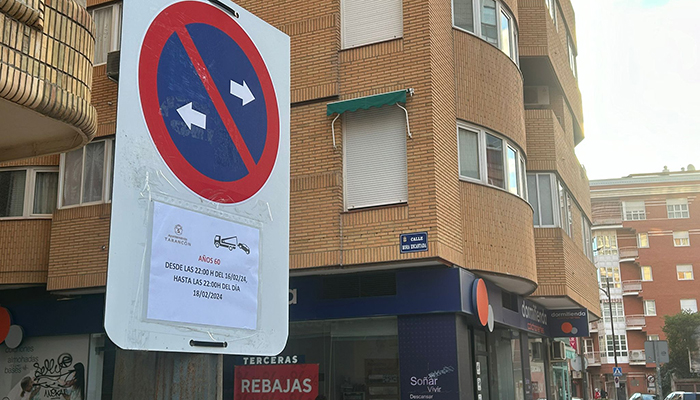 TARANCÓN
AÑOS 60
DESDE LAS 22:00 H DEL 16/02/24,
HASTA LAS 22:00H DEL DÍA
18/02/2024
CALLE
TERCERAS
REBAJAS
Soñar
Vivir
Descansar
dormitienda
dormitienda